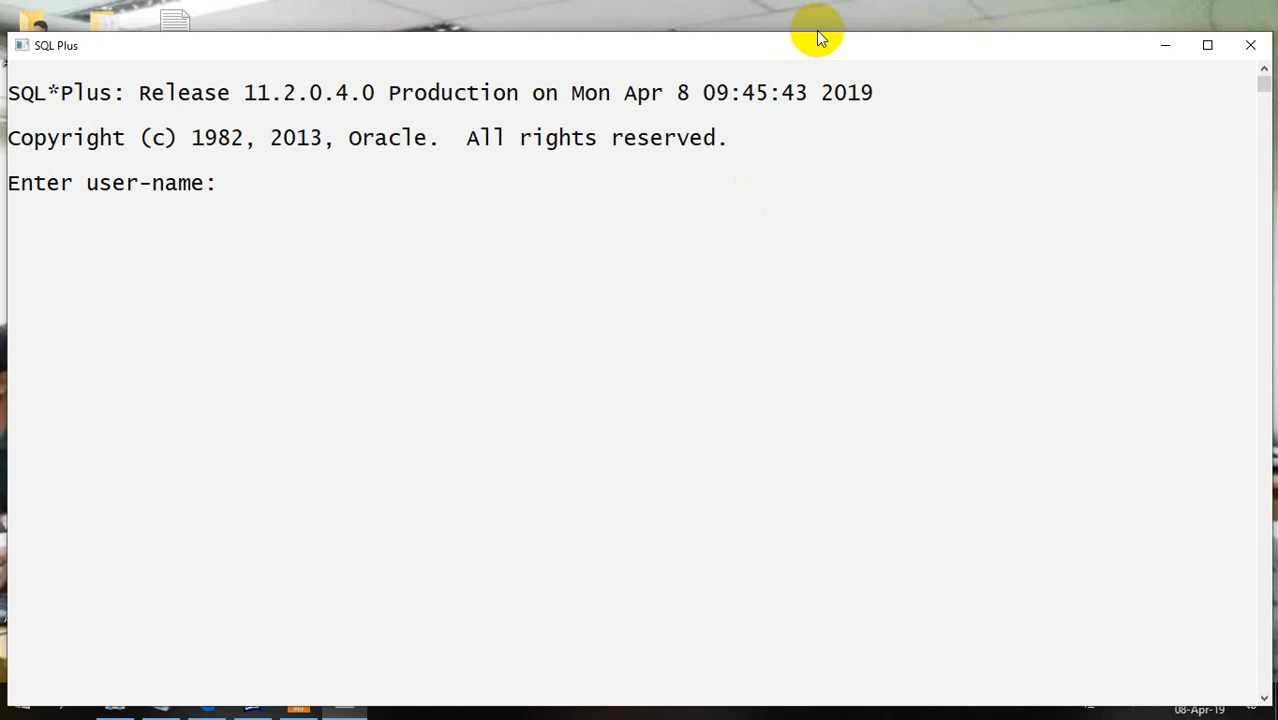 SQL Plus
SQL*Plus: Release 11.2.0.4.0 Production on Mon Apr 8 09:45:43 2019
Copyright (c) 1982, 2013, Oracle.  All rights reserved.
Enter user-name:
08-Apr-19